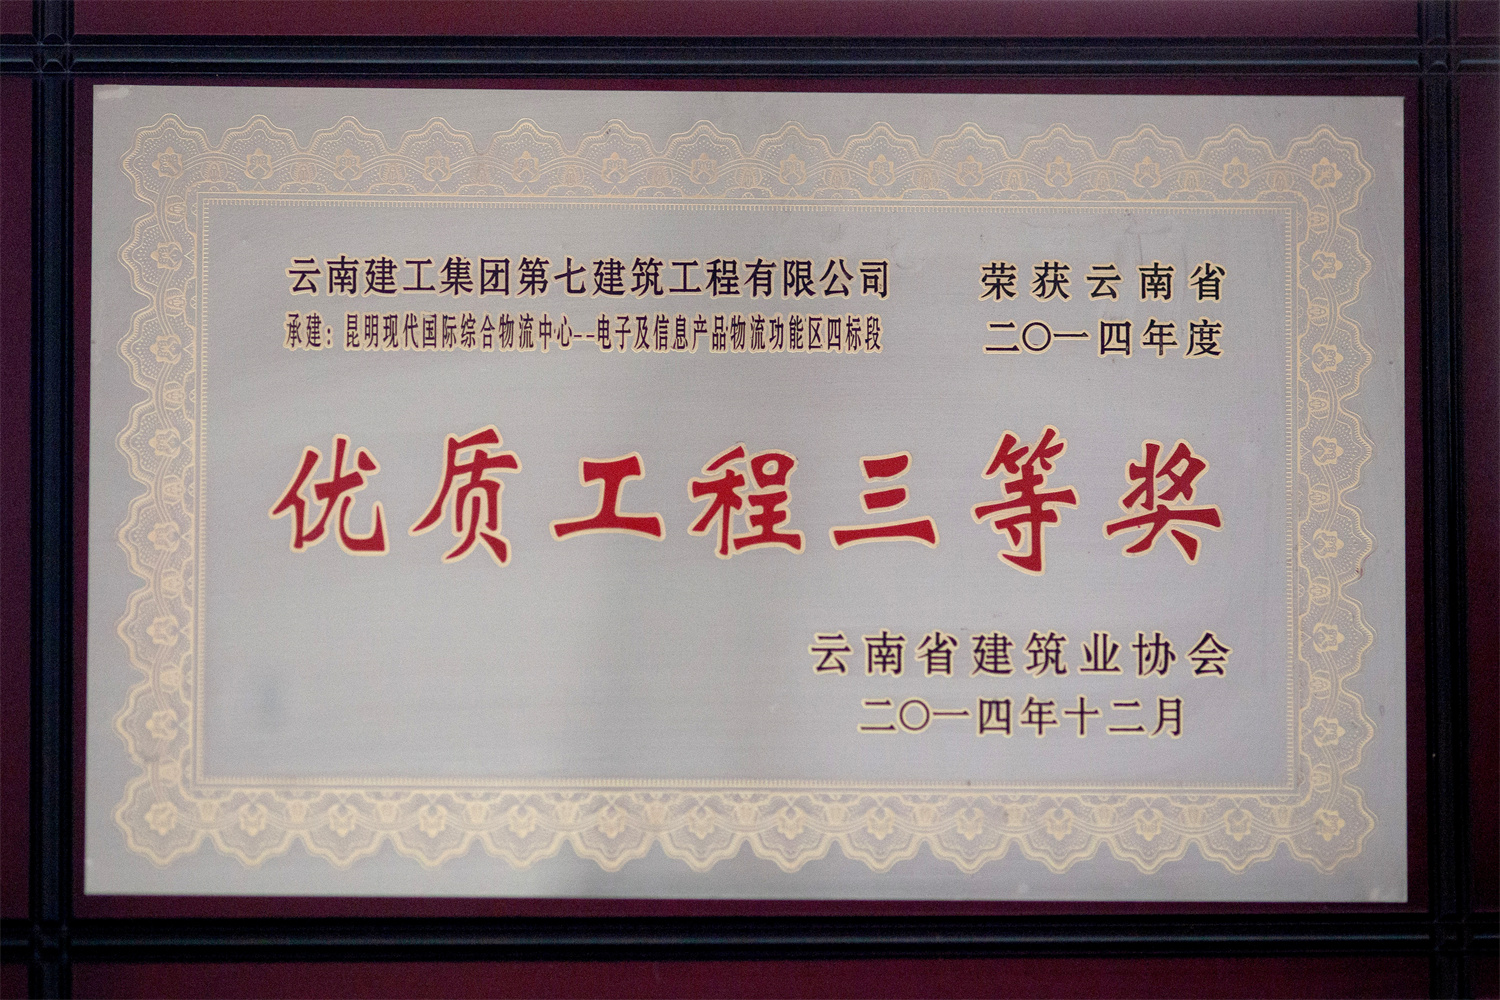 云南建工集团第七建筑工程有限公司
承建：昆明现代国际综合物流中心--电子及信息产品物流功能区四标段
荣获云南省
二〇一四年度
优质工程三等奖
云南省建筑业协会
二〇一四年十二月